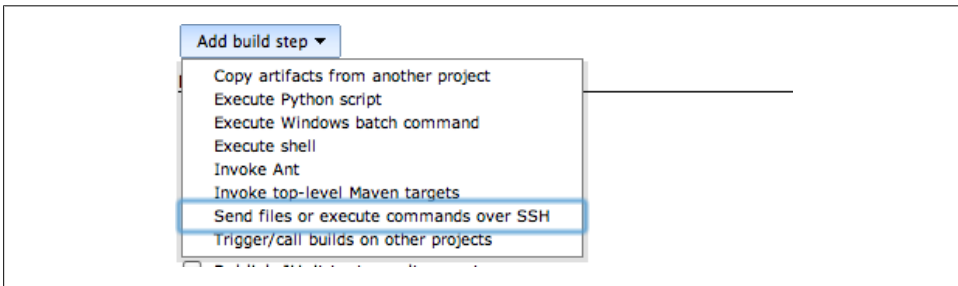 Add build step ▼
Copy artifacts from another project
Execute Python script
Execute Windows batch command
Execute shell
Invoke Ant
Invoke top-level Maven targets
Send files or execute commands over SSH
Trigger/call builds on other projects